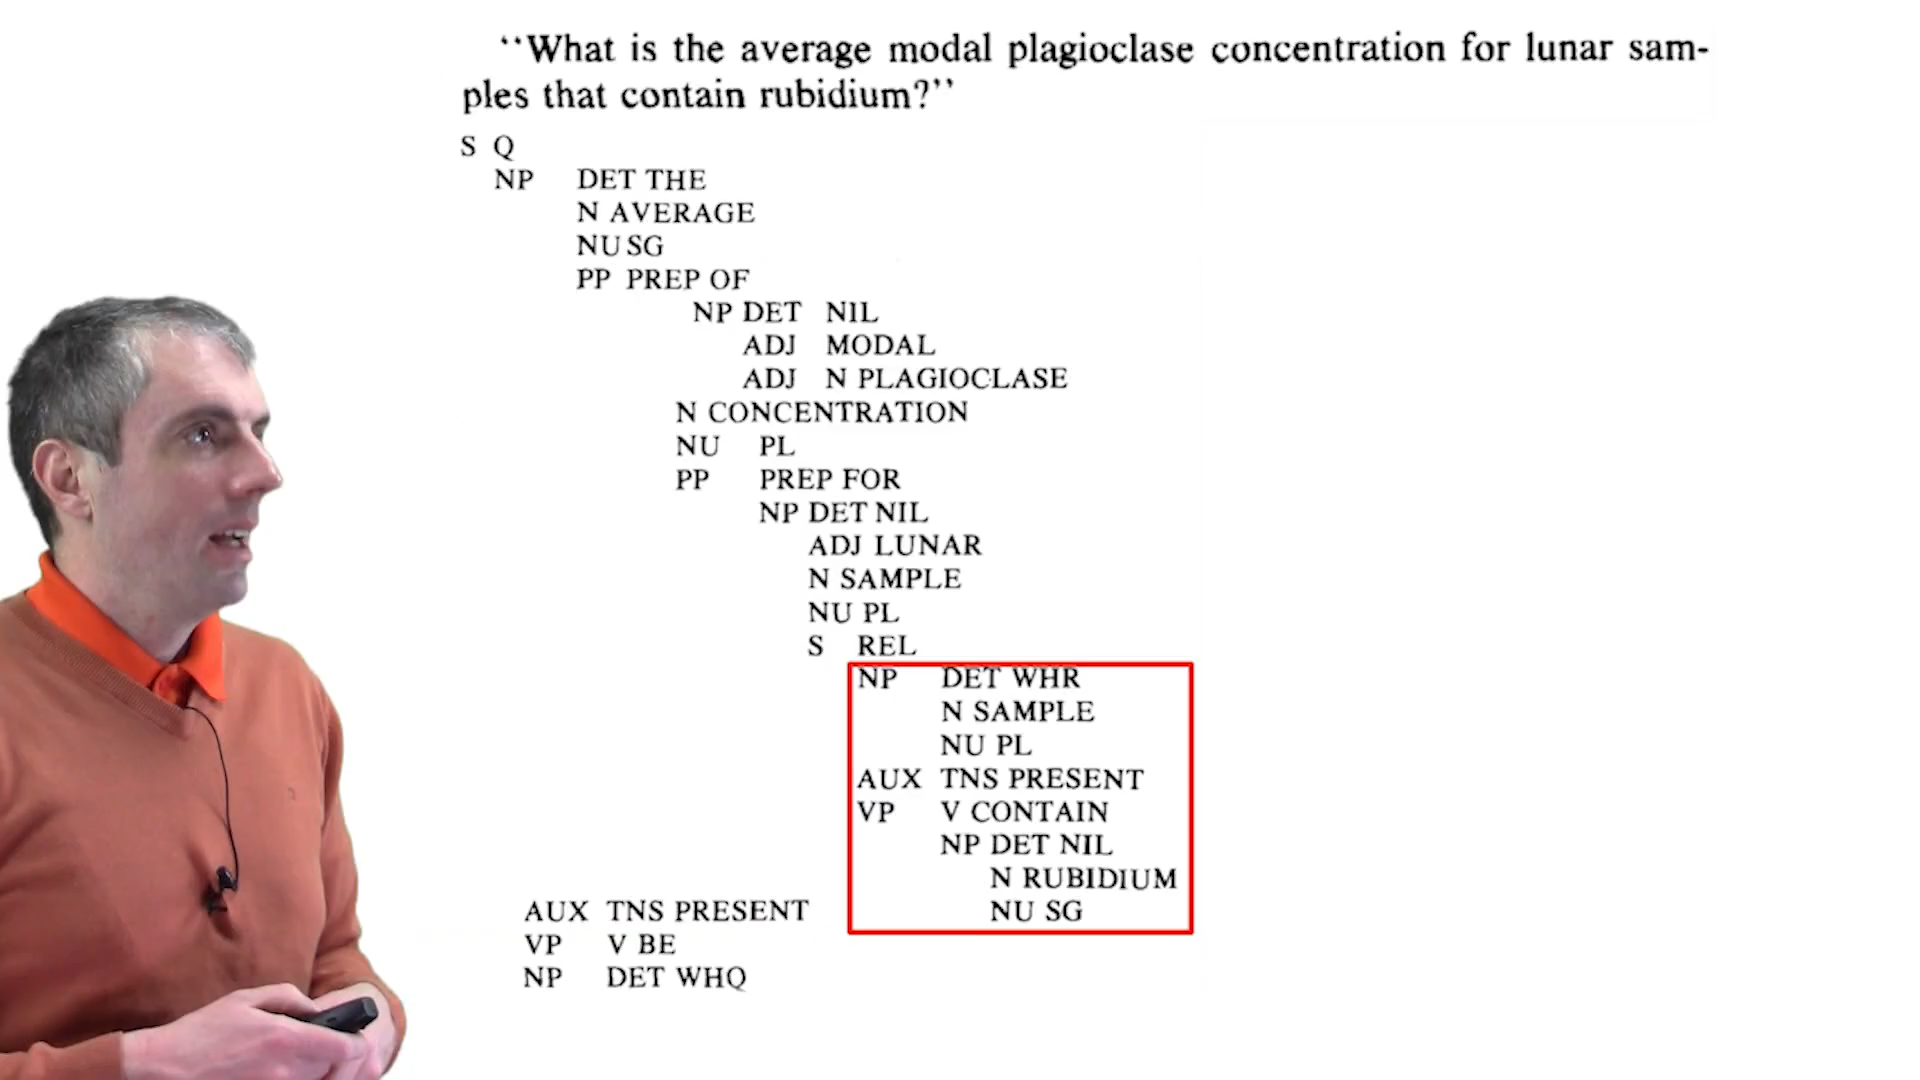 ‘‘What is the average modal plagioclase concentration for lunar sam-
ples that contain rubidium?’’
S Q
NP DET THE
N AVERAGE
NU SG
PP PREP OF
NP DET NIL
ADJ MODAL
ADJ N PLAGIOCLASE
N CONCENTRATION
NU PL
PP PREP FOR
NP DET NIL
ADJ LUNAR
N SAMPLE
NU PL
S REL
NP DET WHR
N SAMPLE
NU PL
AUX TNS PRESENT
VP V CONTAIN
NP DET NIL
N RUBIDIUM
AUX TNS PRESENT NU SG
VP V BE
NP DET WHQ